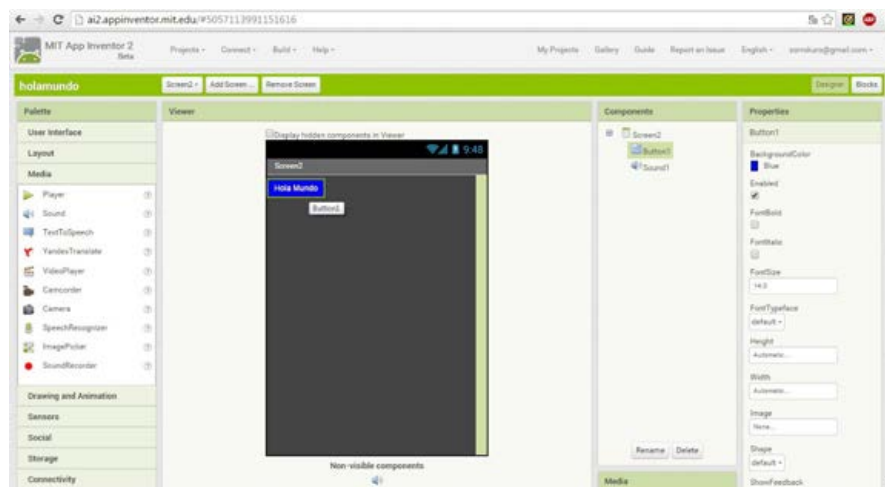 ai2.appinventor.mit.edu/#5057113991151616
MIT App Inventor 2
Beta
Projects Connect Build Help
My Projects Gallery Guide Report an Issue English
holamundo
Screen2 Add Screen ... Remove Screen
Designer Blocks
Palette
User Interface
Layout
Media
Player
Sound
TextToSpeech
YandexTranslate
VideoPlayer
Camcorder
Camera
SpeechRecognizer
ImagePicker
SoundRecorder
Drawing and Animation
Sensors
Social
Storage
Connectivity
Viewer
Display hidden components in Viewer
9:48
Screen2
Hola Mundo
Non-visible components
Components
Screen2
Sound1
Rename Delete
Media
Properties
Button1
BackgroundColor
Blue
Enabled
FontBold
FontItalic
FontSize
14.0
FontTypeface
default
Height
Automatic...
Width
Automatic...
Image
None...
Shape
default
ShowFeedback